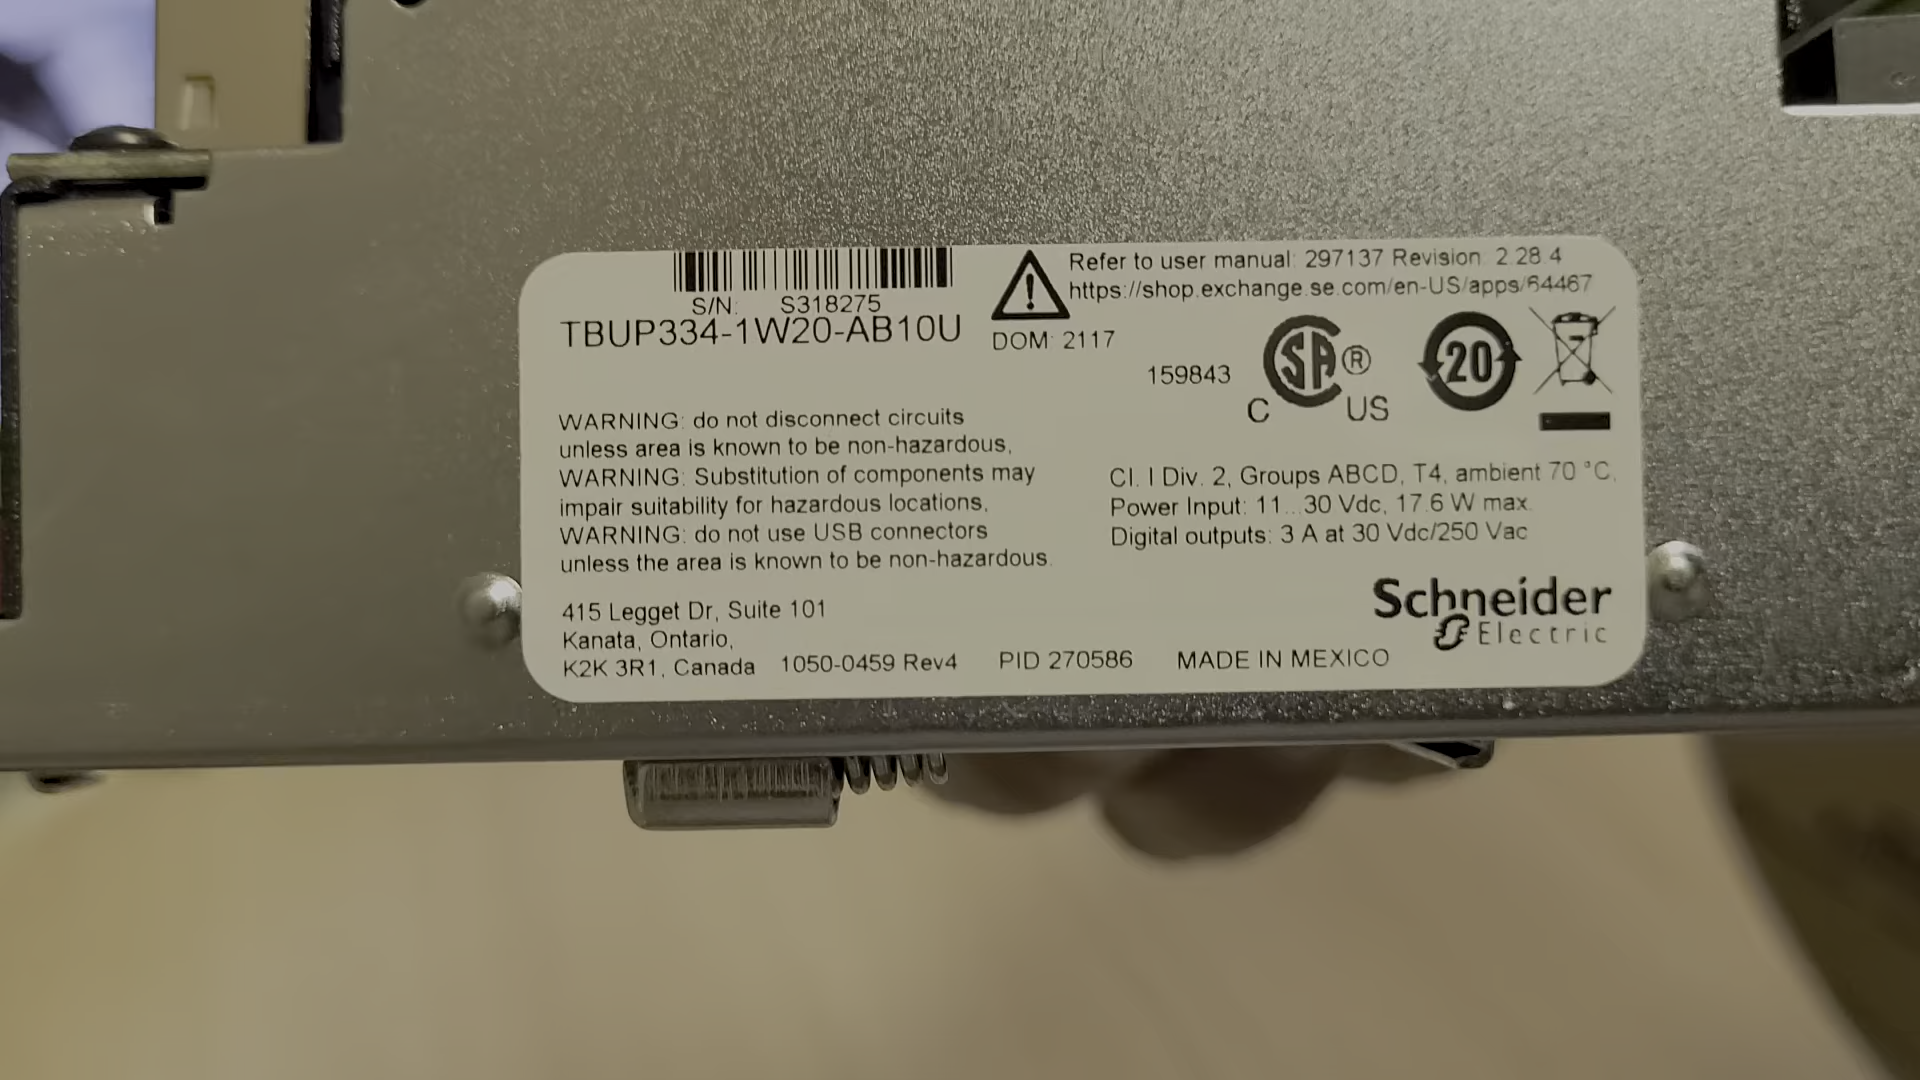 Refer to user manual: 297137 Revision: 2.28.4
https://shop.exchange.se.com/en-US/apps/64467
S/N: S318275
TBUP334-1W20-AB10U
DOM: 2117
159843
C SA ® US
20
WARNING: do not disconnect circuits
unless area is known to be non-hazardous,
WARNING: Substitution of components may
impair suitability for hazardous locations,
WARNING: do not use USB connectors
unless the area is known to be non-hazardous.
Cl. I Div. 2, Groups ABCD, T4, ambient 70 °C,
Power Input: 11...30 Vdc, 17.6 W max.
Digital outputs: 3 A at 30 Vdc/250 Vac
Schneider
Electric
415 Legget Dr, Suite 101
Kanata, Ontario,
K2K 3R1, Canada 1050-0459 Rev4 PID 270586 MADE IN MEXICO